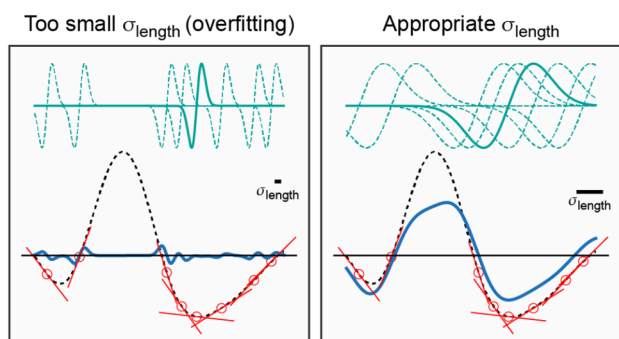 Too small σlength (overfitting)
Appropriate σlength
σlength
σlength